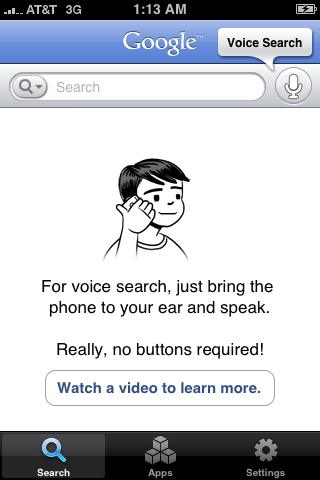 AT&T 3G 1:13 AM
Google™
Voice Search
Search
For voice search, just bring the
phone to your ear and speak.
Really, no buttons required!
Watch a video to learn more.
Search Apps Settings